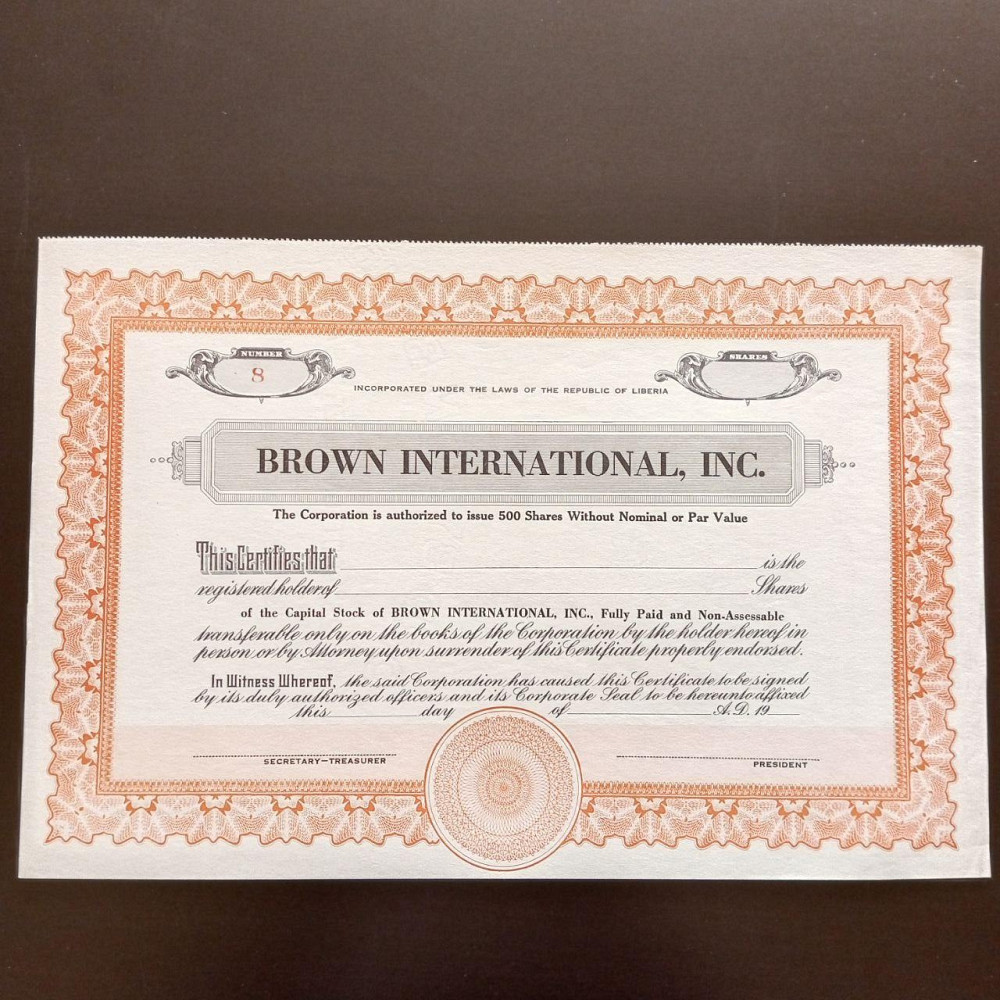 NUMBER
8
SHARES
INCORPORATED UNDER THE LAWS OF THE REPUBLIC OF LIBERIA
BROWN INTERNATIONAL, INC.
The Corporation is authorized to issue 500 Shares Without Nominal or Par Value
This Certifies that is the
registered holder of Shares
of the Capital Stock of BROWN INTERNATIONAL, INC., Fully Paid and Non-Assessable
transferable only on the books of the Corporation by the holder hereof in
person or by Attorney upon surrender of this Certificate properly endorsed.
In Witness Whereof, the said Corporation has caused this Certificate to be signed
by its duly authorized officers and its Corporate Seal to be hereunto affixed
this day of A.D. 19
SECRETARY-TREASURER
PRESIDENT